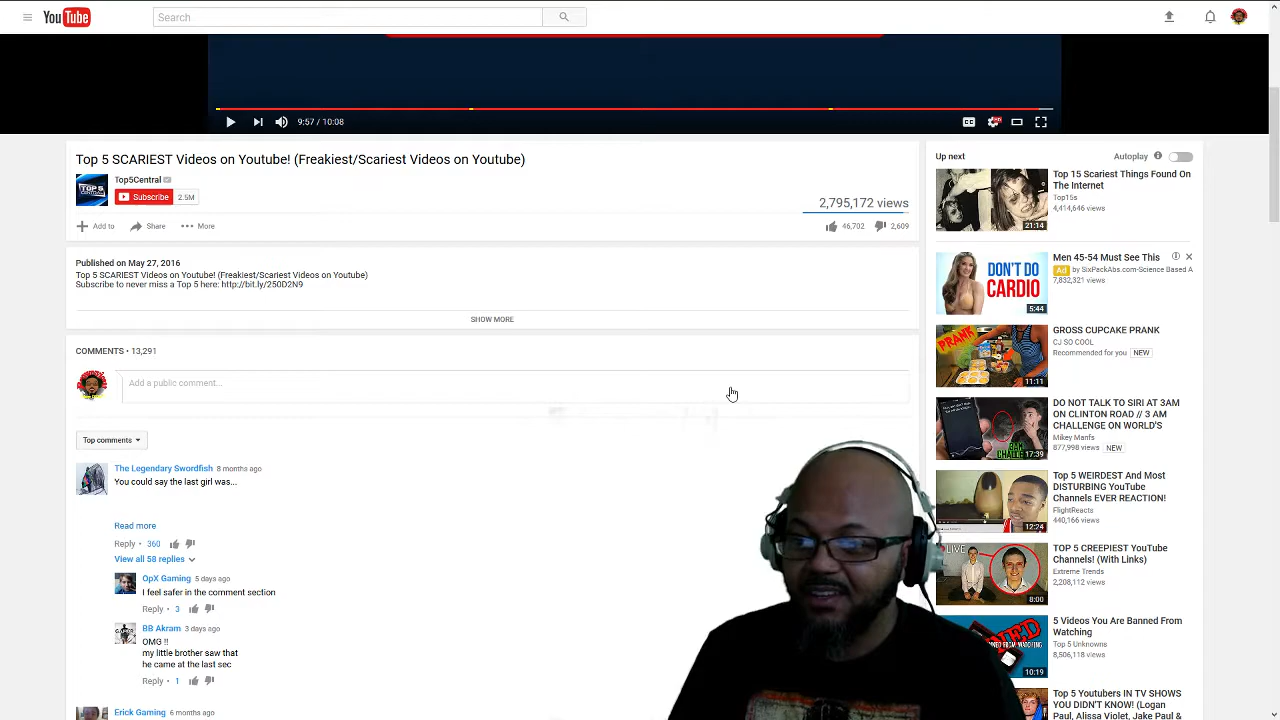 YouTube
Search
9:57 / 10:08
Top 5 SCARIEST Videos on Youtube! (Freakiest/Scariest Videos on Youtube)
Top5Central
Subscribe 2.5M
2,795,172 views
Add to Share More
46,702 2,609
Published on May 27, 2016
Top 5 SCARIEST Videos on Youtube! (Freakiest/Scariest Videos on Youtube)
Subscribe to never miss a Top 5 here: http://bit.ly/250D2N9
SHOW MORE
COMMENTS • 13,291
Add a public comment...
Top comments
The Legendary Swordfish 8 months ago
You could say the last girl was...
Read more
Reply • 360
View all 58 replies
OpX Gaming 5 days ago
I feel safer in the comment section
Reply • 3
BB Akram 3 days ago
OMG !!
my little brother saw that
he came at the last sec
Reply • 1
Erick Gaming 6 months ago
Up next
Autoplay
Top 15 Scariest Things Found On
The Internet
Top15s
4,414,646 views
21:14
Men 45-54 Must See This
Ad by SixPackAbs.com-Science Based A
7,832,321 views
DON'T DO
CARDIO
5:44
GROSS CUPCAKE PRANK
CJ SO COOL
Recommended for you NEW
PRANK
11:11
DO NOT TALK TO SIRI AT 3AM
ON CLINTON ROAD // 3 AM
CHALLENGE ON WORLD'S
Mikey Manfs
877,998 views NEW
17:39
Top 5 WEIRDEST And Most
DISTURBING YouTube
Channels EVER REACTION!
FlightReacts
440,166 views
12:24
TOP 5 CREEPIEST YouTube
Channels! (With Links)
Extreme Trends
2,208,112 views
LIVE
8:00
5 Videos You Are Banned From
Watching
Top 5 Unknowns
8,506,118 views
10:19
Top 5 Youtubers IN TV SHOWS
YOU DIDN'T KNOW! (Logan
Paul, Alissa Violet, Jake Paul &